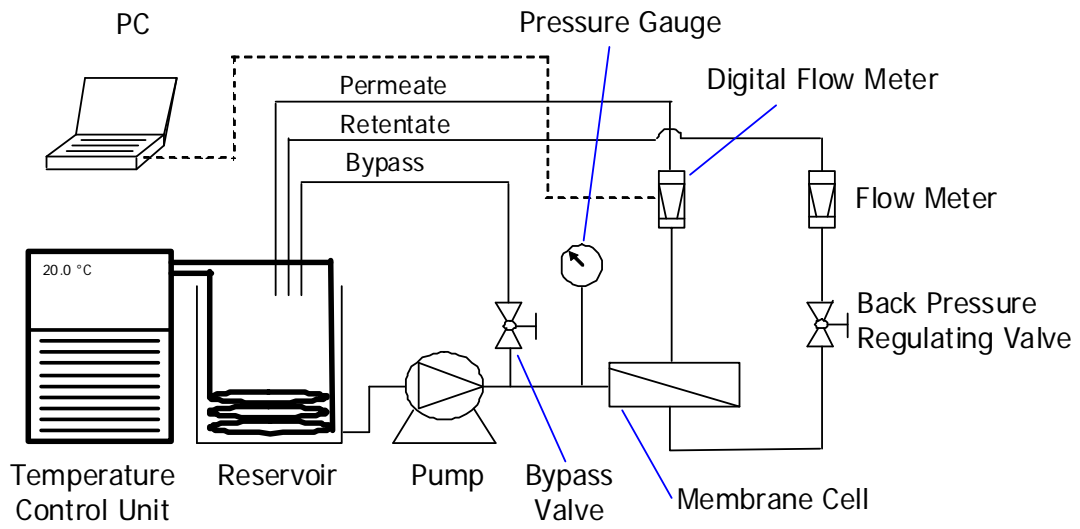 PC
Pressure Gauge
Digital Flow Meter
Permeate
Retentate
Bypass
Flow Meter
20.0 °C
Back Pressure
Regulating Valve
Temperature
Control Unit
Reservoir
Pump
Bypass
Valve
Membrane Cell